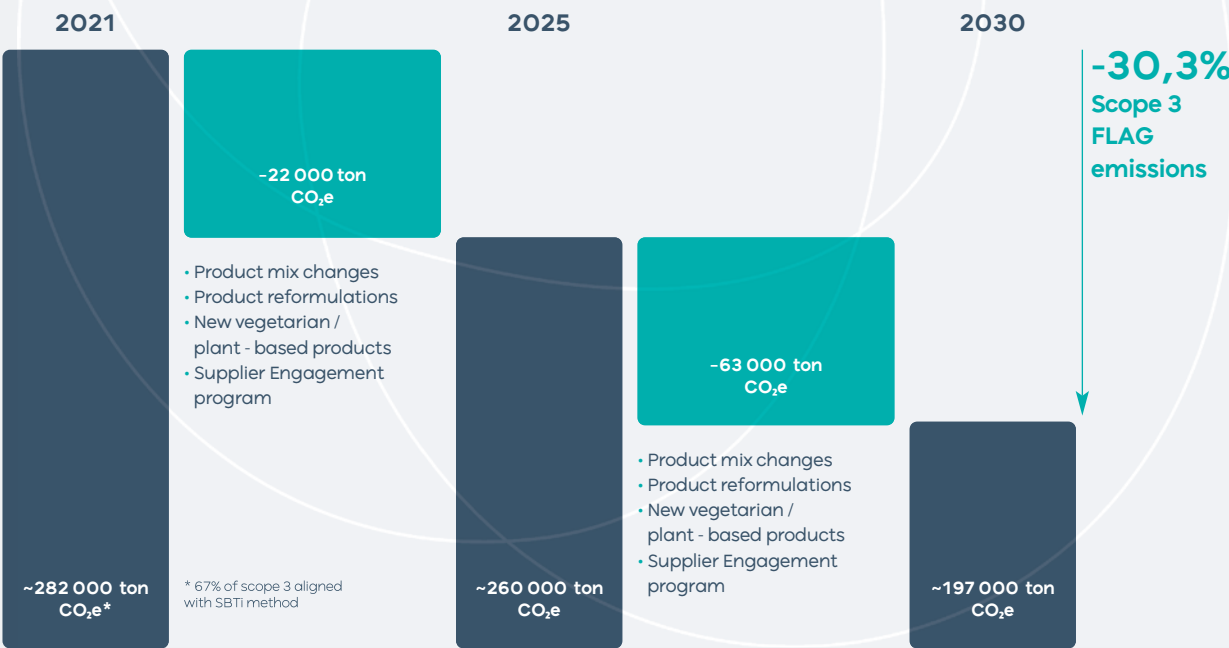 2021
2025
2030
-30,3%
Scope 3
FLAG
emissions
-22 000 ton
CO₂e
• Product mix changes
• Product reformulations
• New vegetarian /
plant - based products
• Supplier Engagement
program
-63 000 ton
CO₂e
• Product mix changes
• Product reformulations
• New vegetarian /
plant - based products
• Supplier Engagement
program
~282 000 ton
CO₂e*
* 67% of scope 3 aligned
with SBTi method
~260 000 ton
CO₂e
~197 000 ton
CO₂e